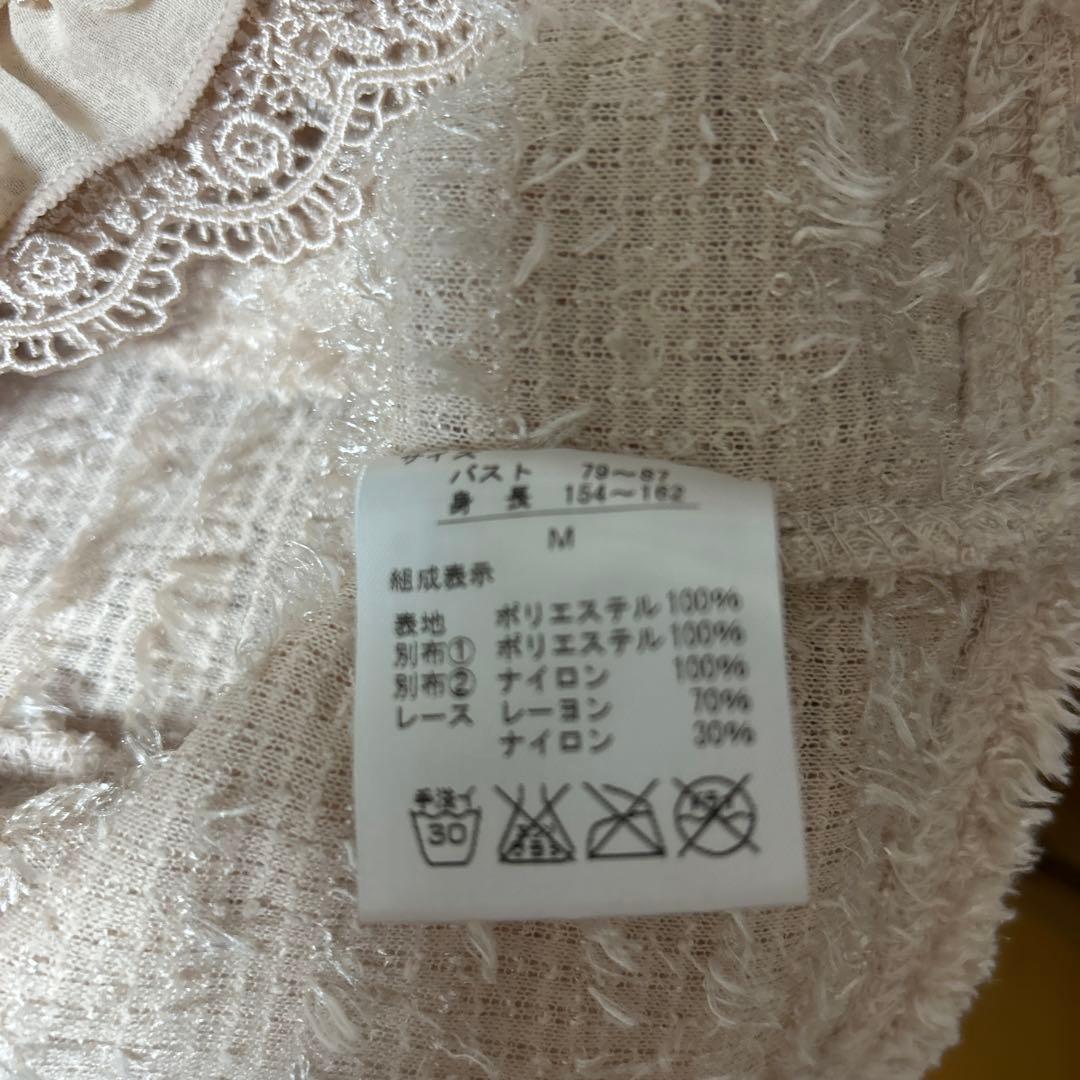 サイズ
バスト 79～87
身長 154～162
M
組成表示
表地 ポリエステル 100%
別布① ポリエステル 100%
別布② ナイロン 100%
レース レーヨン 70%
ナイロン 30%
手洗イ
30